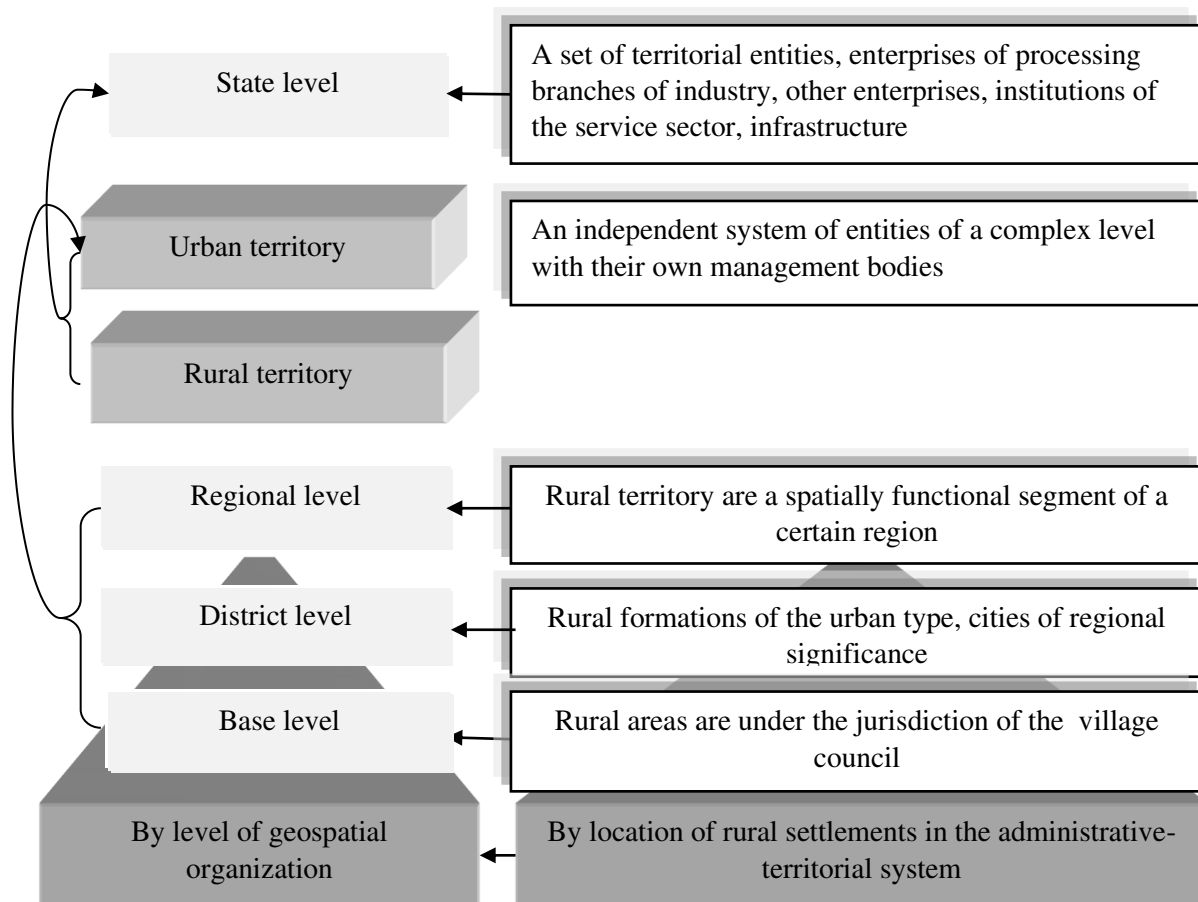 State level
A set of territorial entities, enterprises of processing
branches of industry, other enterprises, institutions of
the service sector, infrastructure
Urban territory
An independent system of entities of a complex level
with their own management bodies
Rural territory
Regional level
Rural territory are a spatially functional segment of a
certain region
District level
Rural formations of the urban type, cities of regional
significance
Base level
Rural areas are under the jurisdiction of the village
council
By level of geospatial
organization
By location of rural settlements in the administrative-
territorial system